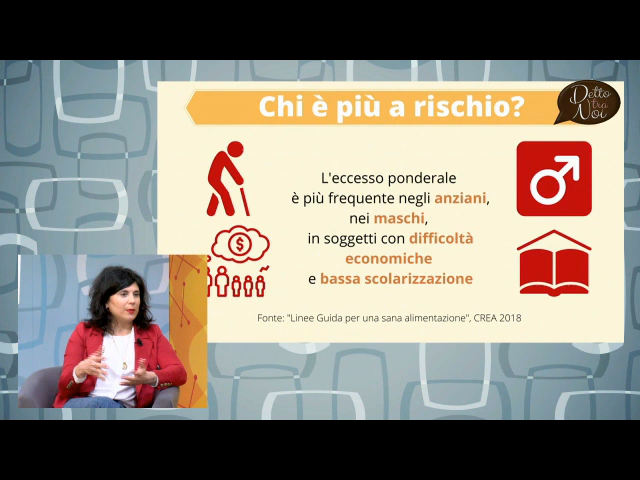 Chi è più a rischio?
Detto
tra
Noi
L'eccesso ponderale
è più frequente negli anziani,
nei maschi,
in soggetti con difficoltà
economiche
e bassa scolarizzazione
$
Fonte: "Linee Guida per una sana alimentazione", CREA 2018